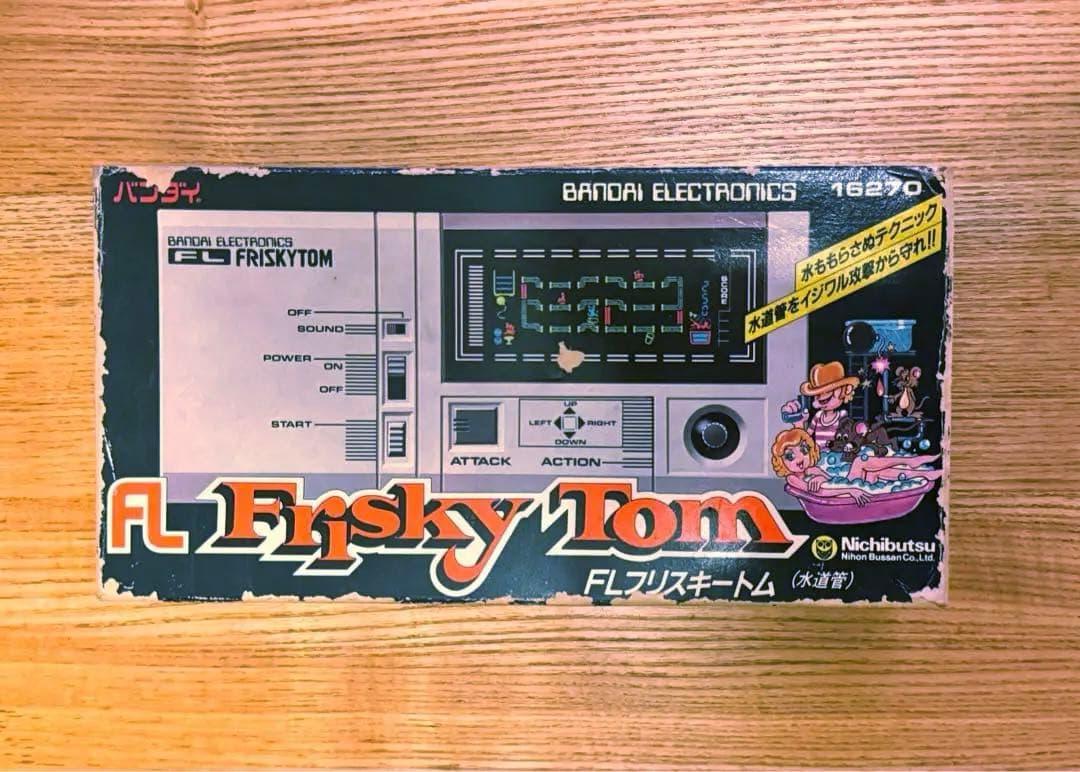 バンダイ
BANDAI ELECTRONICS 16270
水ももらさぬテクニック
水道管をイジワル攻撃から守れ!!
BANDAI ELECTRONICS
FL FRISKYTOM
OFF
SOUND
POWER
ON
OFF
START
SCORE
UP
LEFT RIGHT
DOWN
ATTACK ACTION
FL Frisky Tom
Nichibutsu
Nihon Bussan Co., Ltd.
FLフリスキートム (水道管)